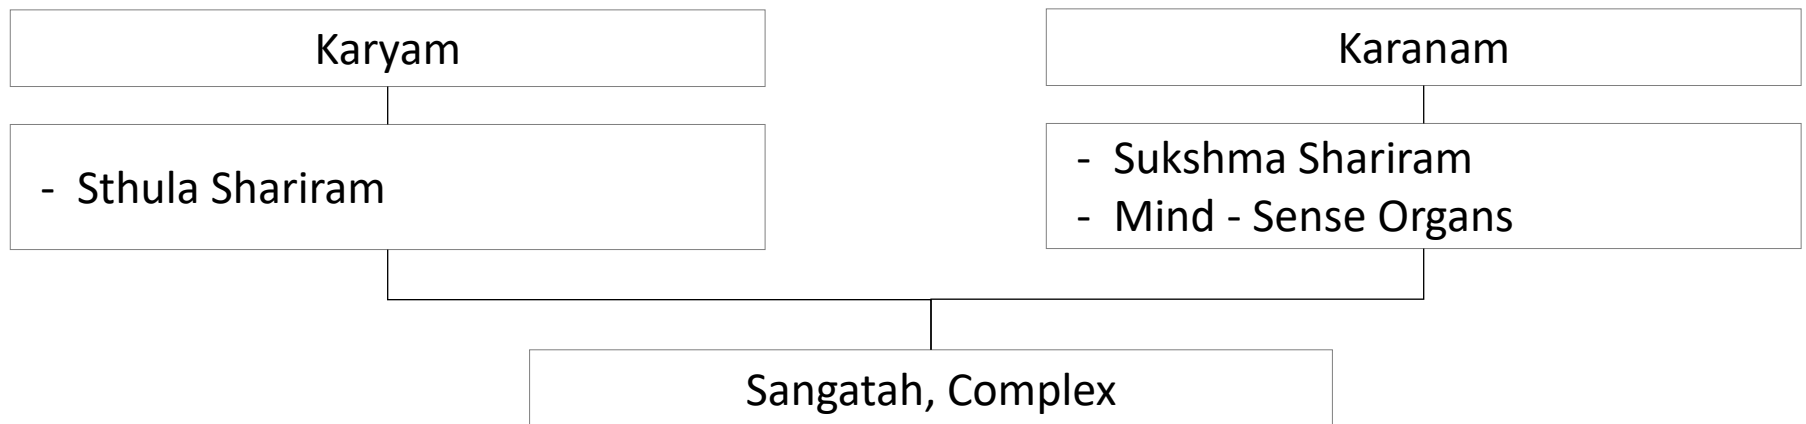 Karyam
Karanam
- Sthula Shariram
- Sukshma Shariram
- Mind - Sense Organs
Sangatah, Complex